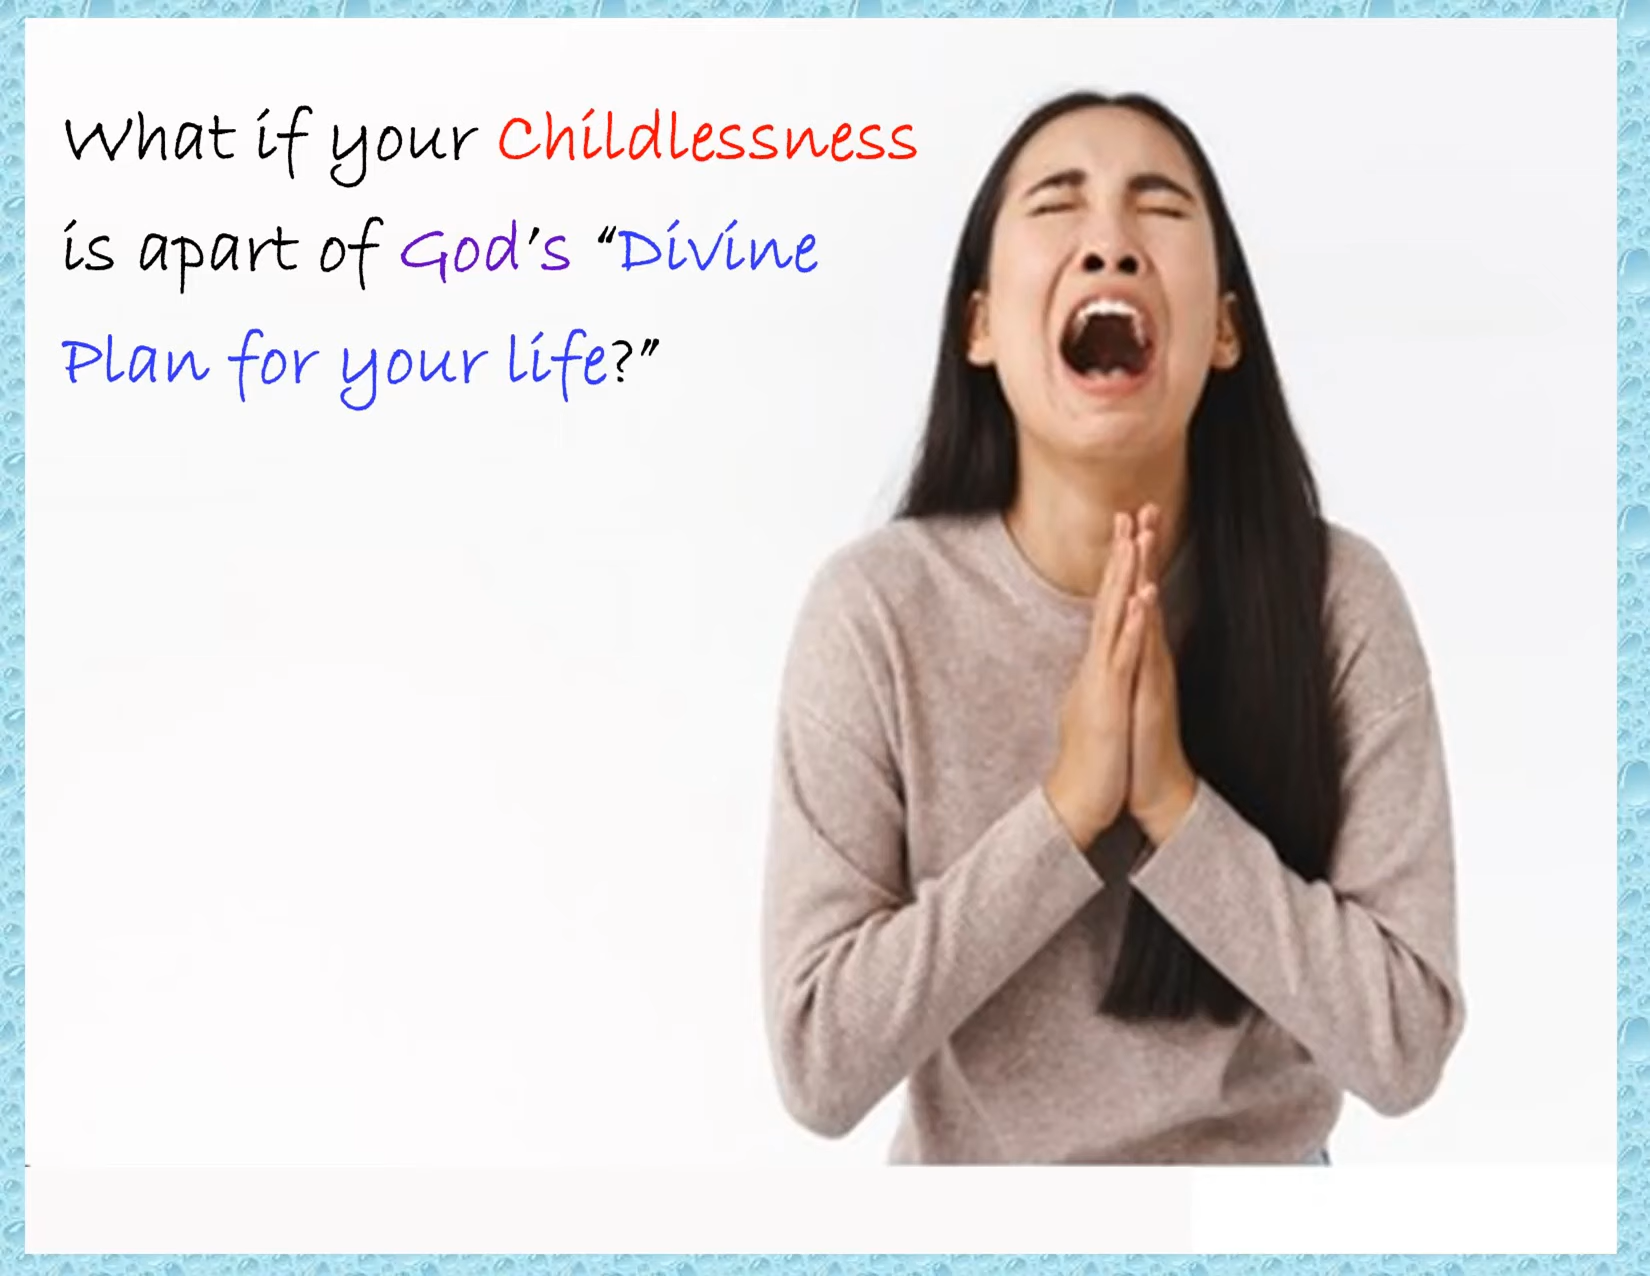 What if your Childlessness
is apart of God's “Divine
Plan for your life?”